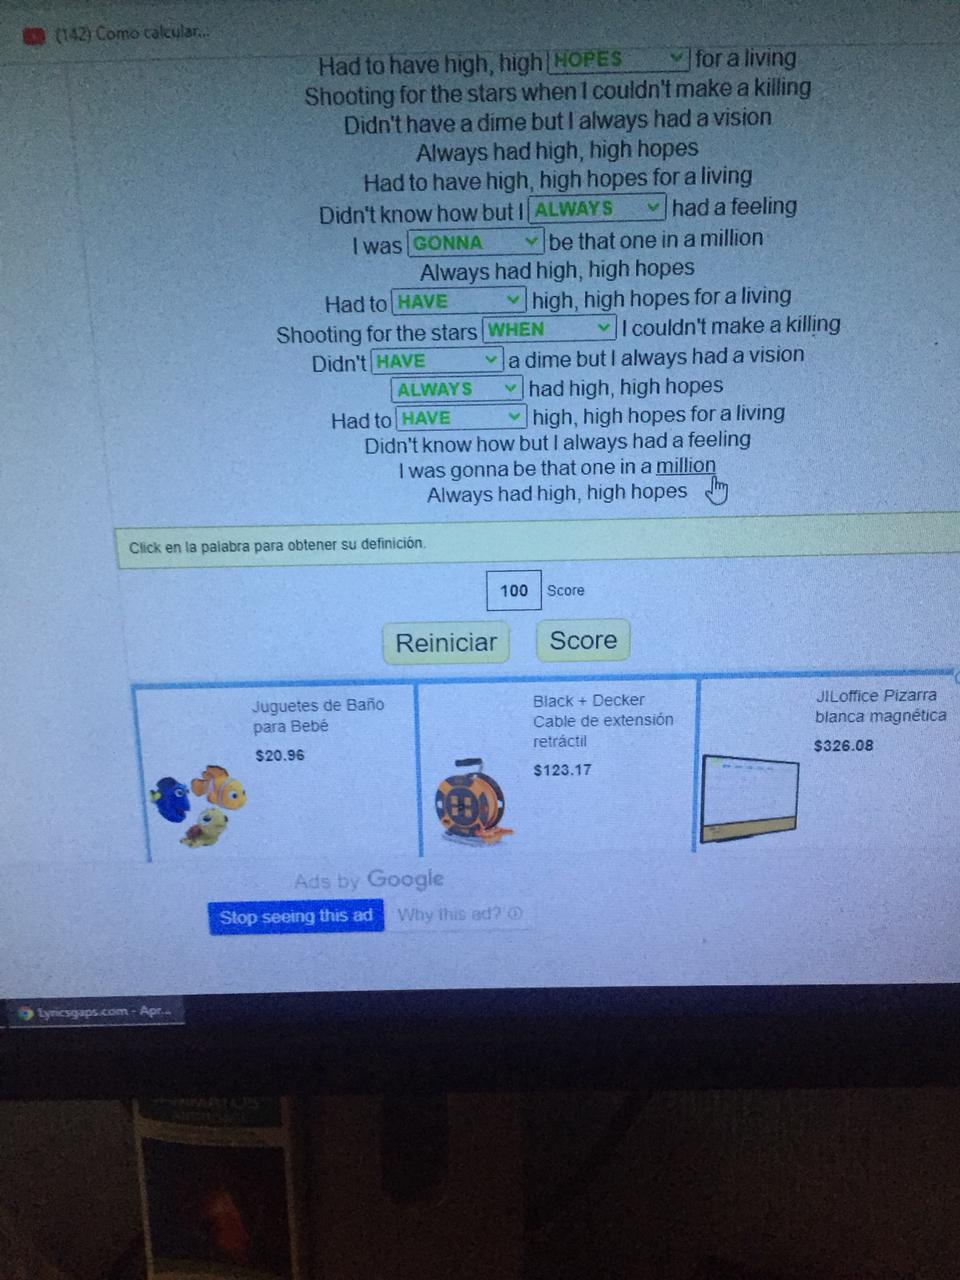 (142) Como calcular...
Had to have high, high HOPES for a living
Shooting for the stars when I couldn't make a killing
Didn't have a dime but I always had a vision
Always had high, high hopes
Had to have high, high hopes for a living
Didn't know how but I ALWAYS had a feeling
I was GONNA be that one in a million
Always had high, high hopes
Had to HAVE high, high hopes for a living
Shooting for the stars WHEN I couldn't make a killing
Didn't HAVE a dime but I always had a vision
ALWAYS had high, high hopes
Had to HAVE high, high hopes for a living
Didn't know how but I always had a feeling
I was gonna be that one in a million
Always had high, high hopes
Click en la palabra para obtener su definición.
100 Score
Reiniciar Score
Juguetes de Baño
para Bebé
$20.96
Black + Decker
Cable de extensión
retráctil
$123.17
JILoffice Pizarra
blanca magnética
$326.08
Ads by Google
Stop seeing this ad Why this ad?
Lyricsgaps.com - Apr...